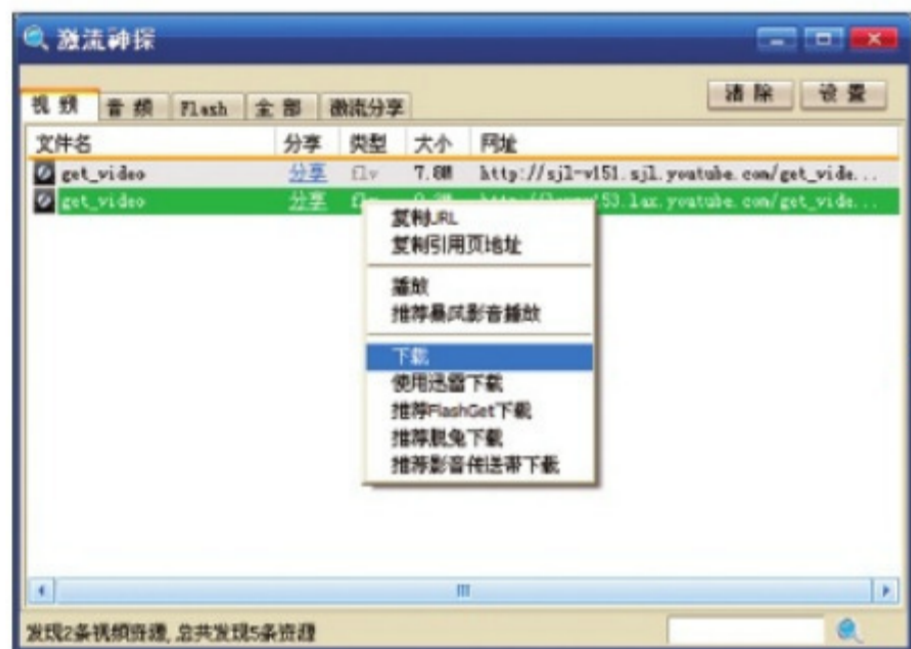 激流神探
清 除 设 置
视 频 音 频 Flash 全 部 激流分享
文件名 分享 类型 大小 网址
get_video 分享 flv 7.8M http://sjl-v151.sjl.youtube.com/get_vide...
get_video 分享 53.lax.youtube.com/get_vide...
复制URL
复制引用页地址
播放
推荐暴风影音播放
下载
使用迅雷下载
推荐FlashGet下载
推荐脱兔下载
推荐影音传送带下载
发现2条视频资源, 总共发现5条资源